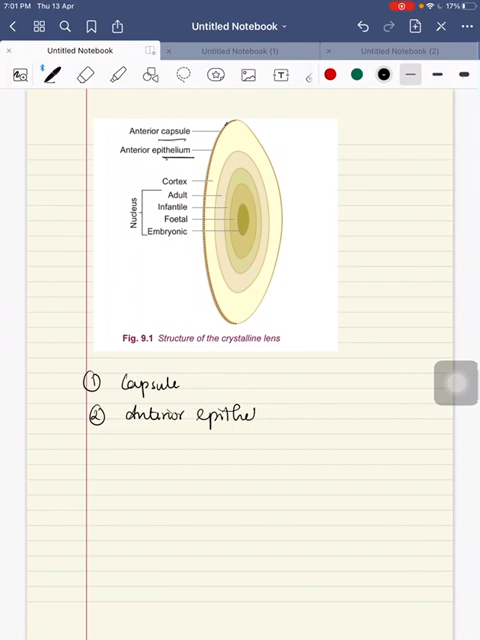 7:01 PM Thu 13 Apr 17%
Untitled Notebook
Untitled Notebook
Untitled Notebook (1)
Untitled Notebook (2)
Anterior capsule
Anterior epithelium
Cortex
Adult
Infantile
Foetal
Embryonic
Nucleus
Fig. 9.1 Structure of the crystalline lens
① Capsule
② Anterior epithe